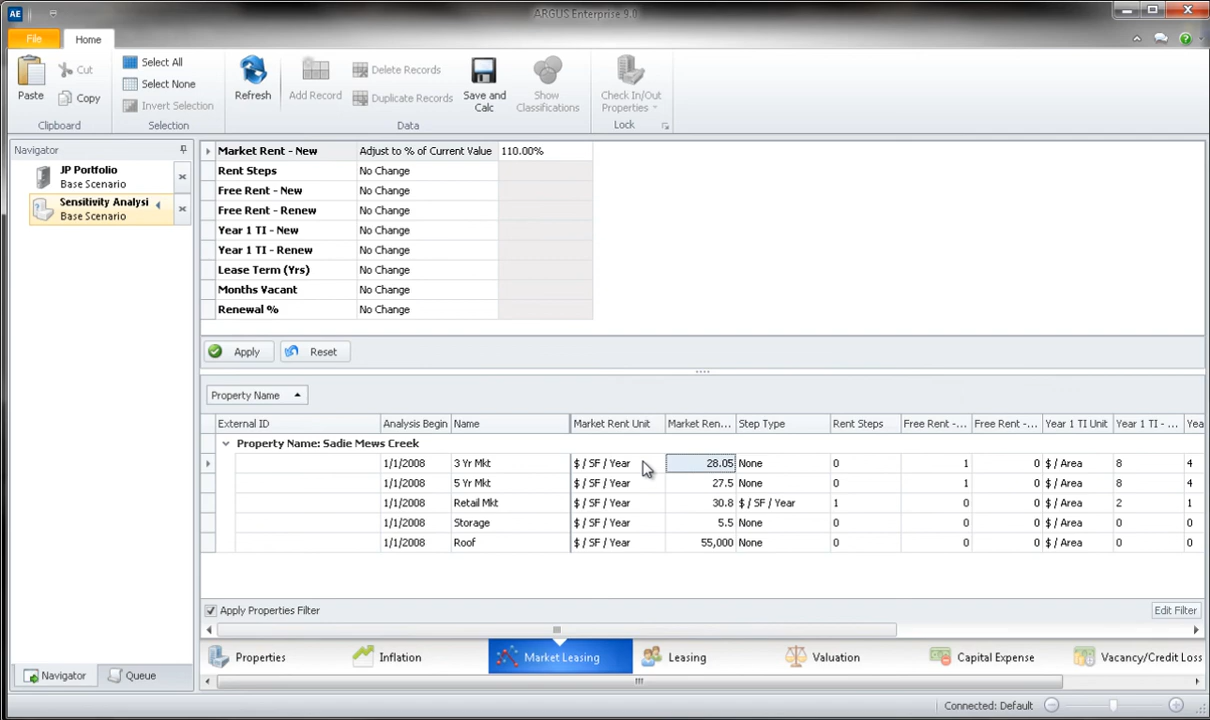 AE
ARGUS Enterprise 9.0
File
Home
Paste
Cut
Copy
Clipboard
Select All
Select None
Invert Selection
Selection
Refresh
Add Record
Delete Records
Duplicate Records
Save and Calc
Show Classifications
Data
Check In/Out Properties
Lock
Navigator
JP Portfolio
Base Scenario
Sensitivity Analysi
Base Scenario
Market Rent - New Adjust to % of Current Value 110.00%
Rent Steps No Change
Free Rent - New No Change
Free Rent - Renew No Change
Year 1 TI - New No Change
Year 1 TI - Renew No Change
Lease Term (Yrs) No Change
Months Vacant No Change
Renewal % No Change
Apply Reset
Property Name
External ID Analysis Begin Name Market Rent Unit Market Ren... Step Type Rent Steps Free Rent -... Free Rent -... Year 1 TI Unit Year 1 TI - ... Yea
Property Name: Sadie Mews Creek
1/1/2008 3 Yr Mkt $ / SF / Year 28.05 None 0 1 0 $ / Area 8 4
1/1/2008 5 Yr Mkt $ / SF / Year 27.5 None 0 1 0 $ / Area 8 4
1/1/2008 Retail Mkt $ / SF / Year 30.8 $ / SF / Year 1 0 0 $ / Area 2 1
1/1/2008 Storage $ / SF / Year 5.5 None 0 0 0 $ / Area 0 0
1/1/2008 Roof $ / SF / Year 55,000 None 0 0 0 $ / Area 0 0
Apply Properties Filter Edit Filter
Properties Inflation Market Leasing Leasing Valuation Capital Expense Vacancy/Credit Loss
Navigator Queue
Connected: Default